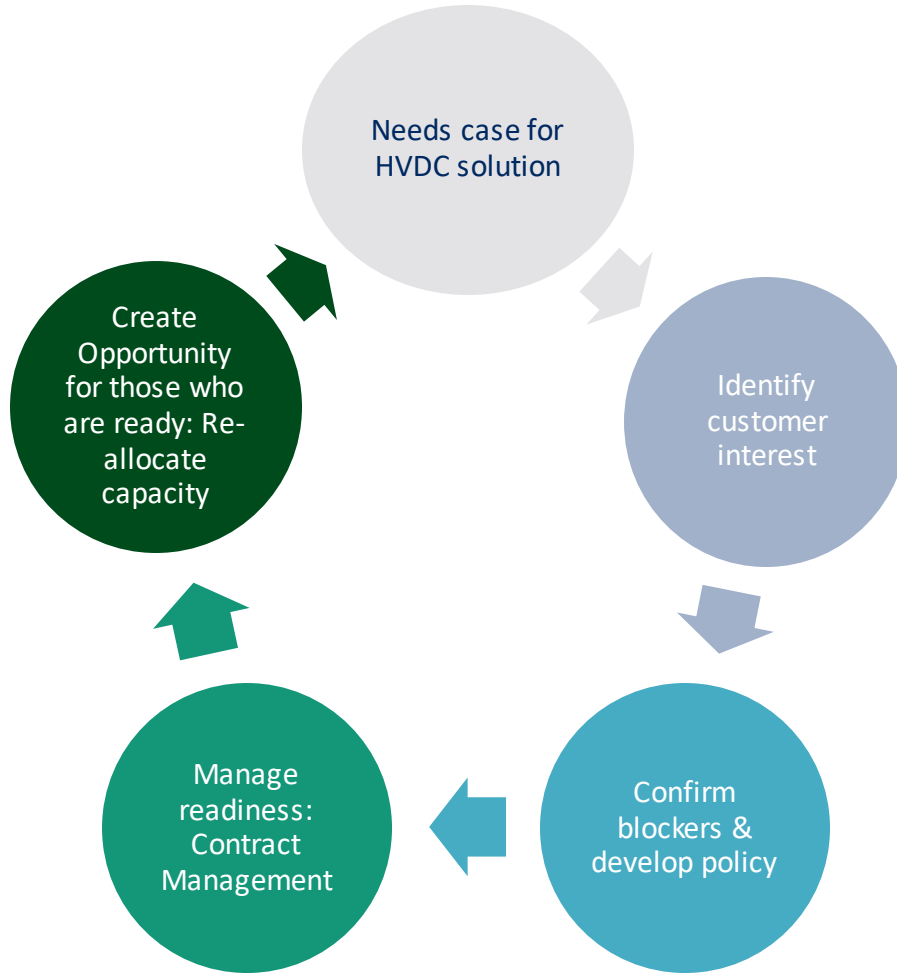 Needs case for
HVDC solution
Identify
customer
interest
Confirm
blockers &
develop policy
Manage
readiness:
Contract
Management
Create
Opportunity
for those who
are ready: Re-
allocate
capacity